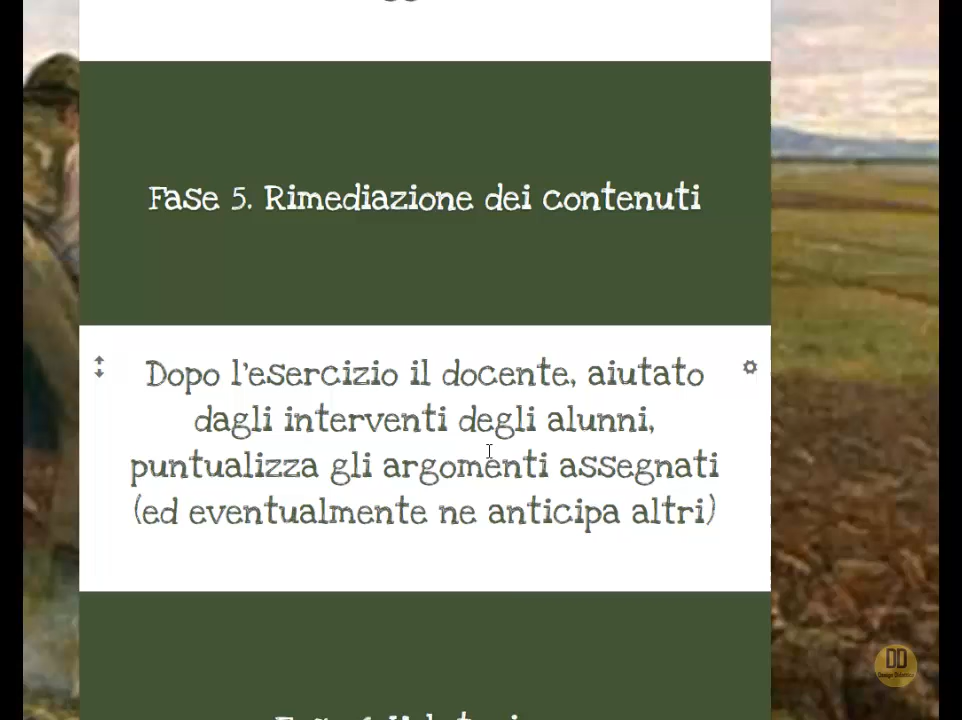 Fase 5. Rimediazione dei contenuti
Dopo l'esercizio il docente, aiutato
dagli interventi degli alunni,
puntualizza gli argomenti assegnati
(ed eventualmente ne anticipa altri)
DD